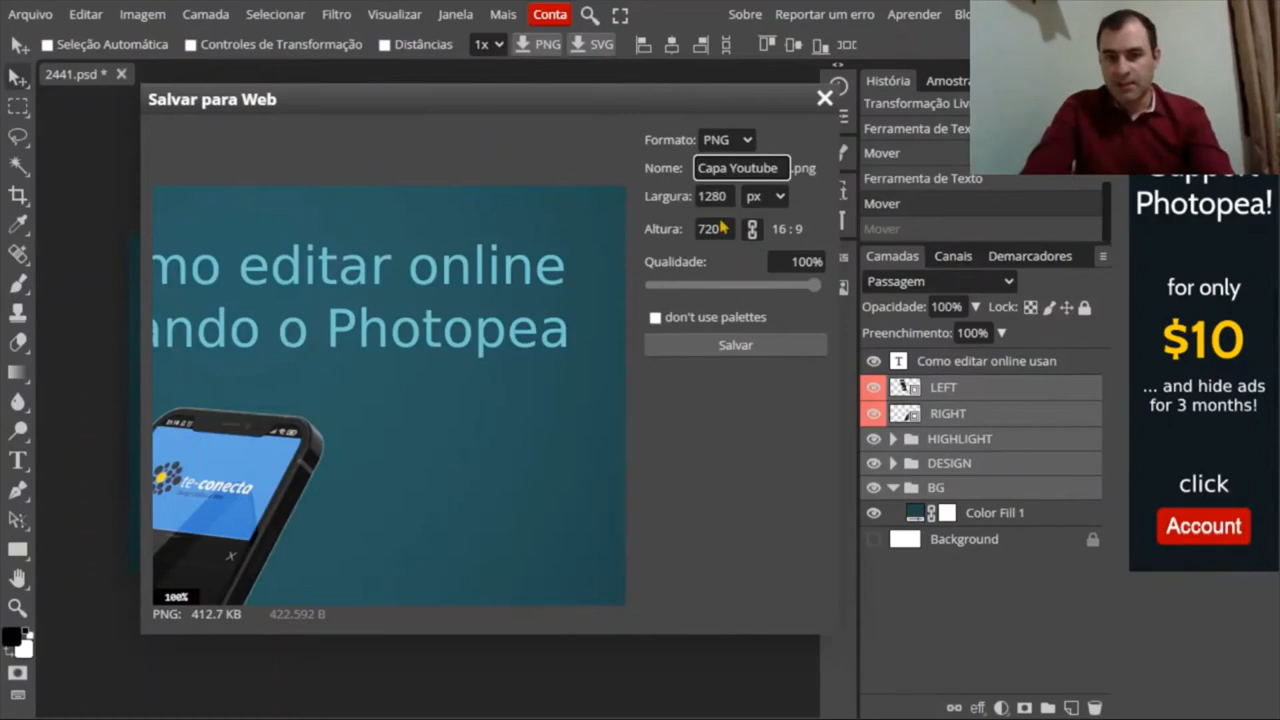 Arquivo Editar Imagem Camada Selecionar Filtro Visualizar Janela Mais Conta Sobre Reportar um erro Aprender
Seleção Automática Controles de Transformação Distâncias 1x PNG SVG
2441.psd *
Salvar para Web
Formato: PNG
Nome: Capa Youtube .png
Largura: 1280 px
Altura: 720 16 : 9
Qualidade: 100%
don't use palettes
Salvar
mo editar online
ando o Photopea
te-conecta
X
100%
PNG: 412.7 KB 422.592 B
História Amostra
Transformação Liv
Ferramenta de Tex
Mover
Ferramenta de Texto
Mover
Mover
Camadas Canais Demarcadores
Passagem
Opacidade: 100% Lock:
Preenchimento: 100%
T Como editar online usan
LEFT
RIGHT
HIGHLIGHT
DESIGN
BG
Color Fill 1
Background
eff
Support
Photopea!
for only
$10
... and hide ads
for 3 months!
click
Account